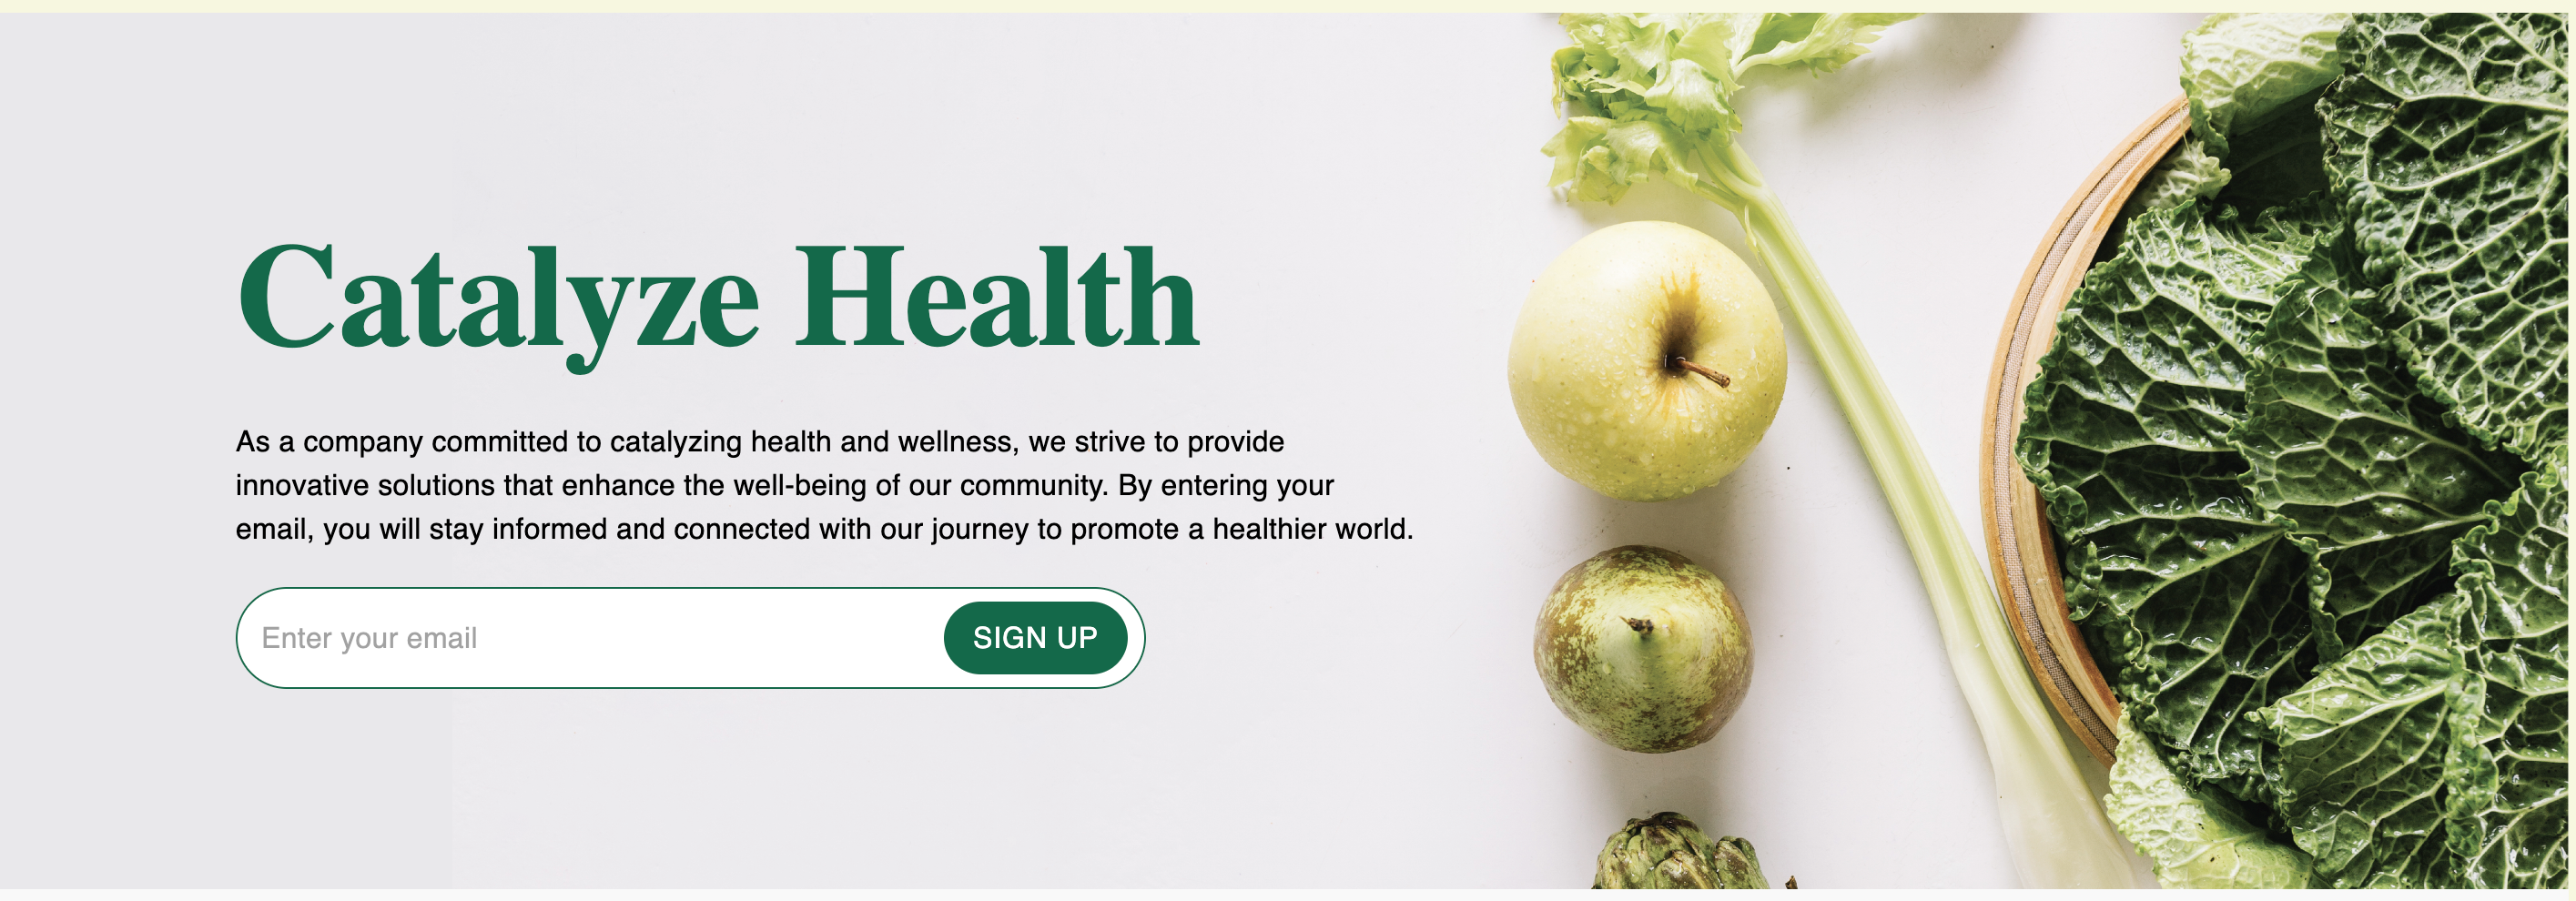 Catalyze Health
As a company committed to catalyzing health and wellness, we strive to provide
innovative solutions that enhance the well-being of our community. By entering your
email, you will stay informed and connected with our journey to promote a healthier world.
Enter your email SIGN UP